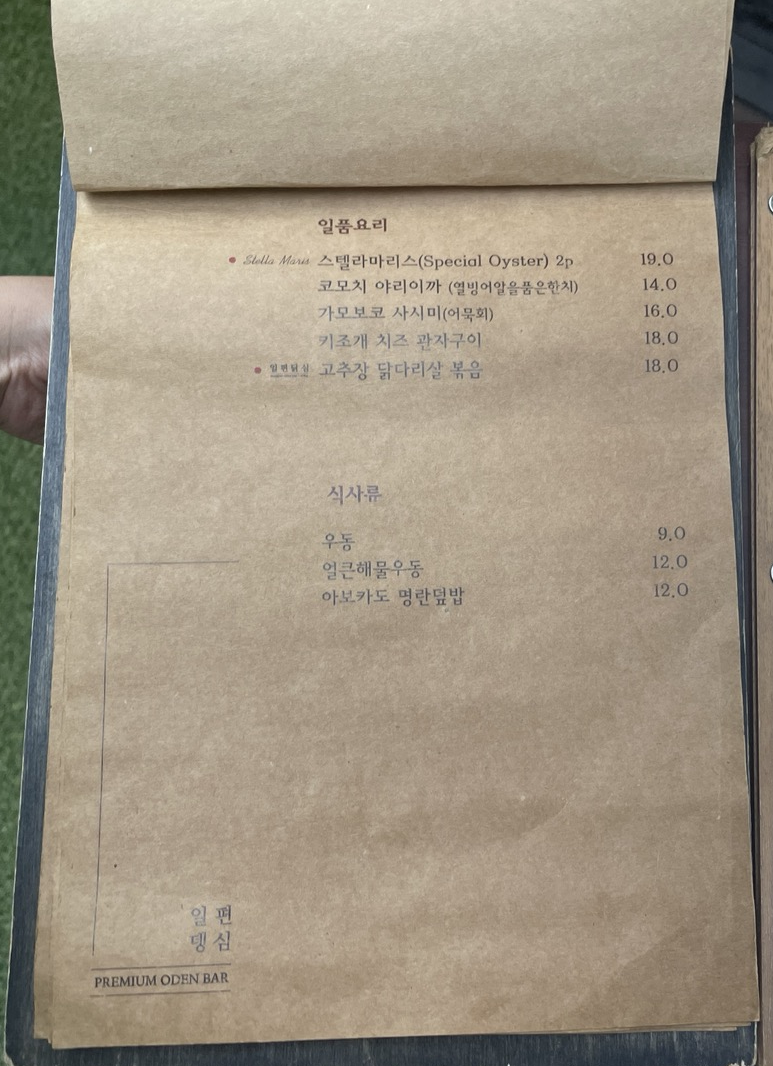 일품요리
Stella Maris 스텔라마리스(Special Oyster) 2p 19.0
코모치 야리이까 (열빙어알을품은한치) 14.0
가모보코 사시미(어묵회) 16.0
키조개 치즈 관자구이 18.0
일편닭심 고추장 닭다리살 볶음 18.0
식사류
우동 9.0
얼큰해물우동 12.0
아보카도 명란덮밥 12.0
일편
댕심
PREMIUM ODEN BAR